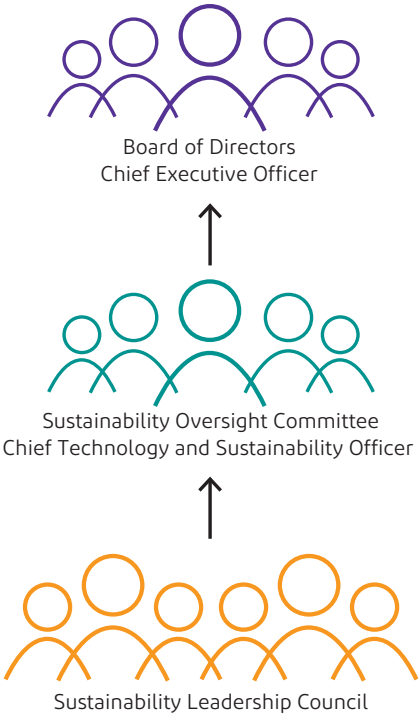 Board of Directors
Chief Executive Officer
Sustainability Oversight Committee
Chief Technology and Sustainability Officer
Sustainability Leadership Council